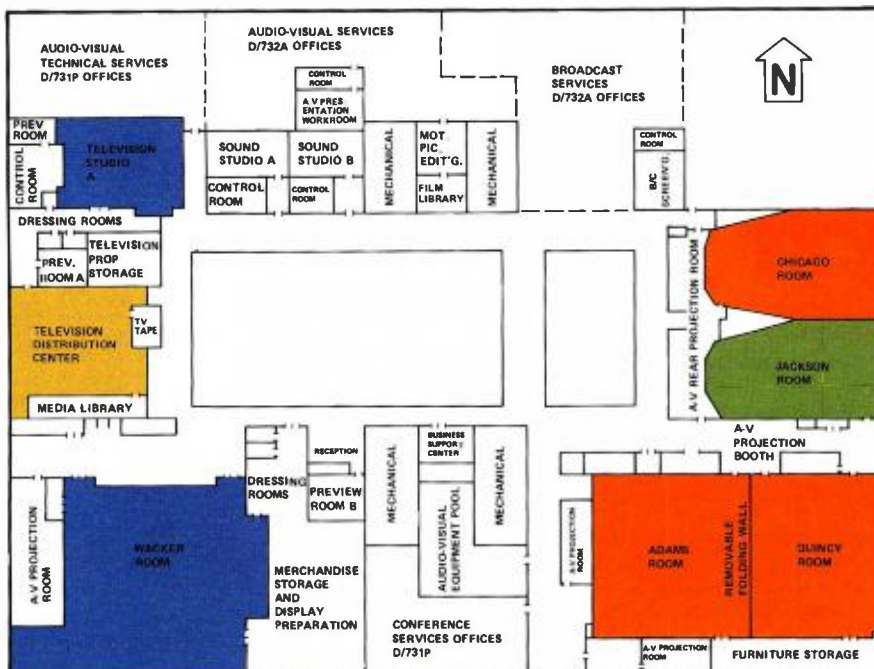 AUDIO-VISUAL
TECHNICAL SERVICES
D/731P OFFICES
AUDIO-VISUAL SERVICES
D/732A OFFICES
BROADCAST
SERVICES
D/732A OFFICES
N
CONTROL
ROOM
A-V PRES
ENTATION
WORKROOM
PREV
ROOM
CONTROL
ROOM
TELEVISION
STUDIO
A
SOUND
STUDIO A
SOUND
STUDIO B
CONTROL
ROOM
CONTROL
ROOM
MECHANICAL
MOT.
PIC.
EDIT'G.
FILM
LIBRARY
MECHANICAL
CONTROL
ROOM
B/C
SCREEN'G.
DRESSING ROOMS
PREV.
ROOM A
TELEVISION
PROP
STORAGE
TELEVISION
DISTRIBUTION
CENTER
TV
TAPE
MEDIA LIBRARY
A-V REAR PROJECTION ROOM
CHICAGO
ROOM
JACKSON
ROOM
A-V
PROJECTION
BOOTH
A-V PROJECTION
ROOM
WACKER
ROOM
DRESSING
ROOMS
RECEPTION
PREVIEW
ROOM B
MERCHANDISE
STORAGE
AND
DISPLAY
PREPARATION
MECHANICAL
BUSINESS
SUPPORT
CENTER
AUDIO-VISUAL
EQUIPMENT POOL
MECHANICAL
CONFERENCE
SERVICES OFFICES
D/731P
A-V PROJECTION
ROOM
ADAMS
ROOM
REMOVABLE
FOLDING WALL
QUINCY
ROOM
A-V PROJECTION
ROOM
FURNITURE STORAGE